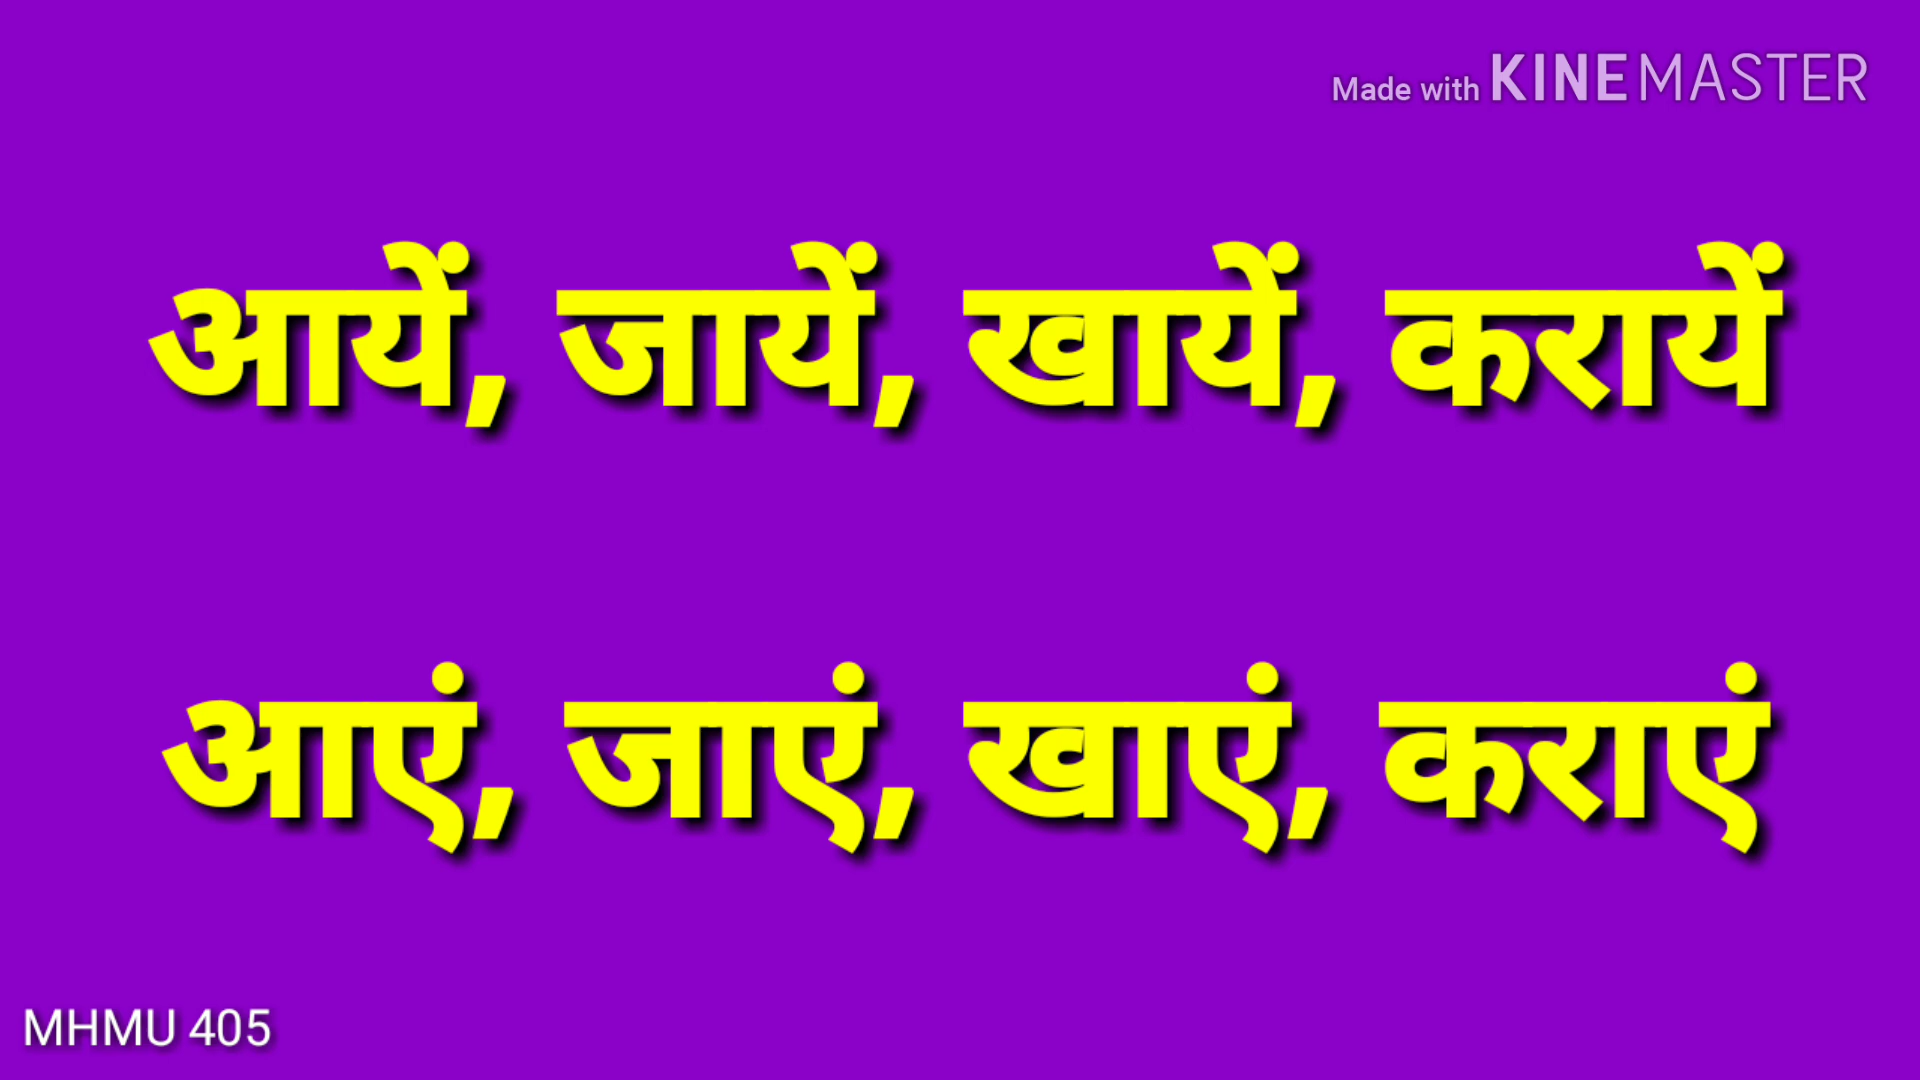 Made with KINEMASTER
आयें, जायें, खायें, करायें
आएं, जाएं, खाएं, कराएं
MHMU 405